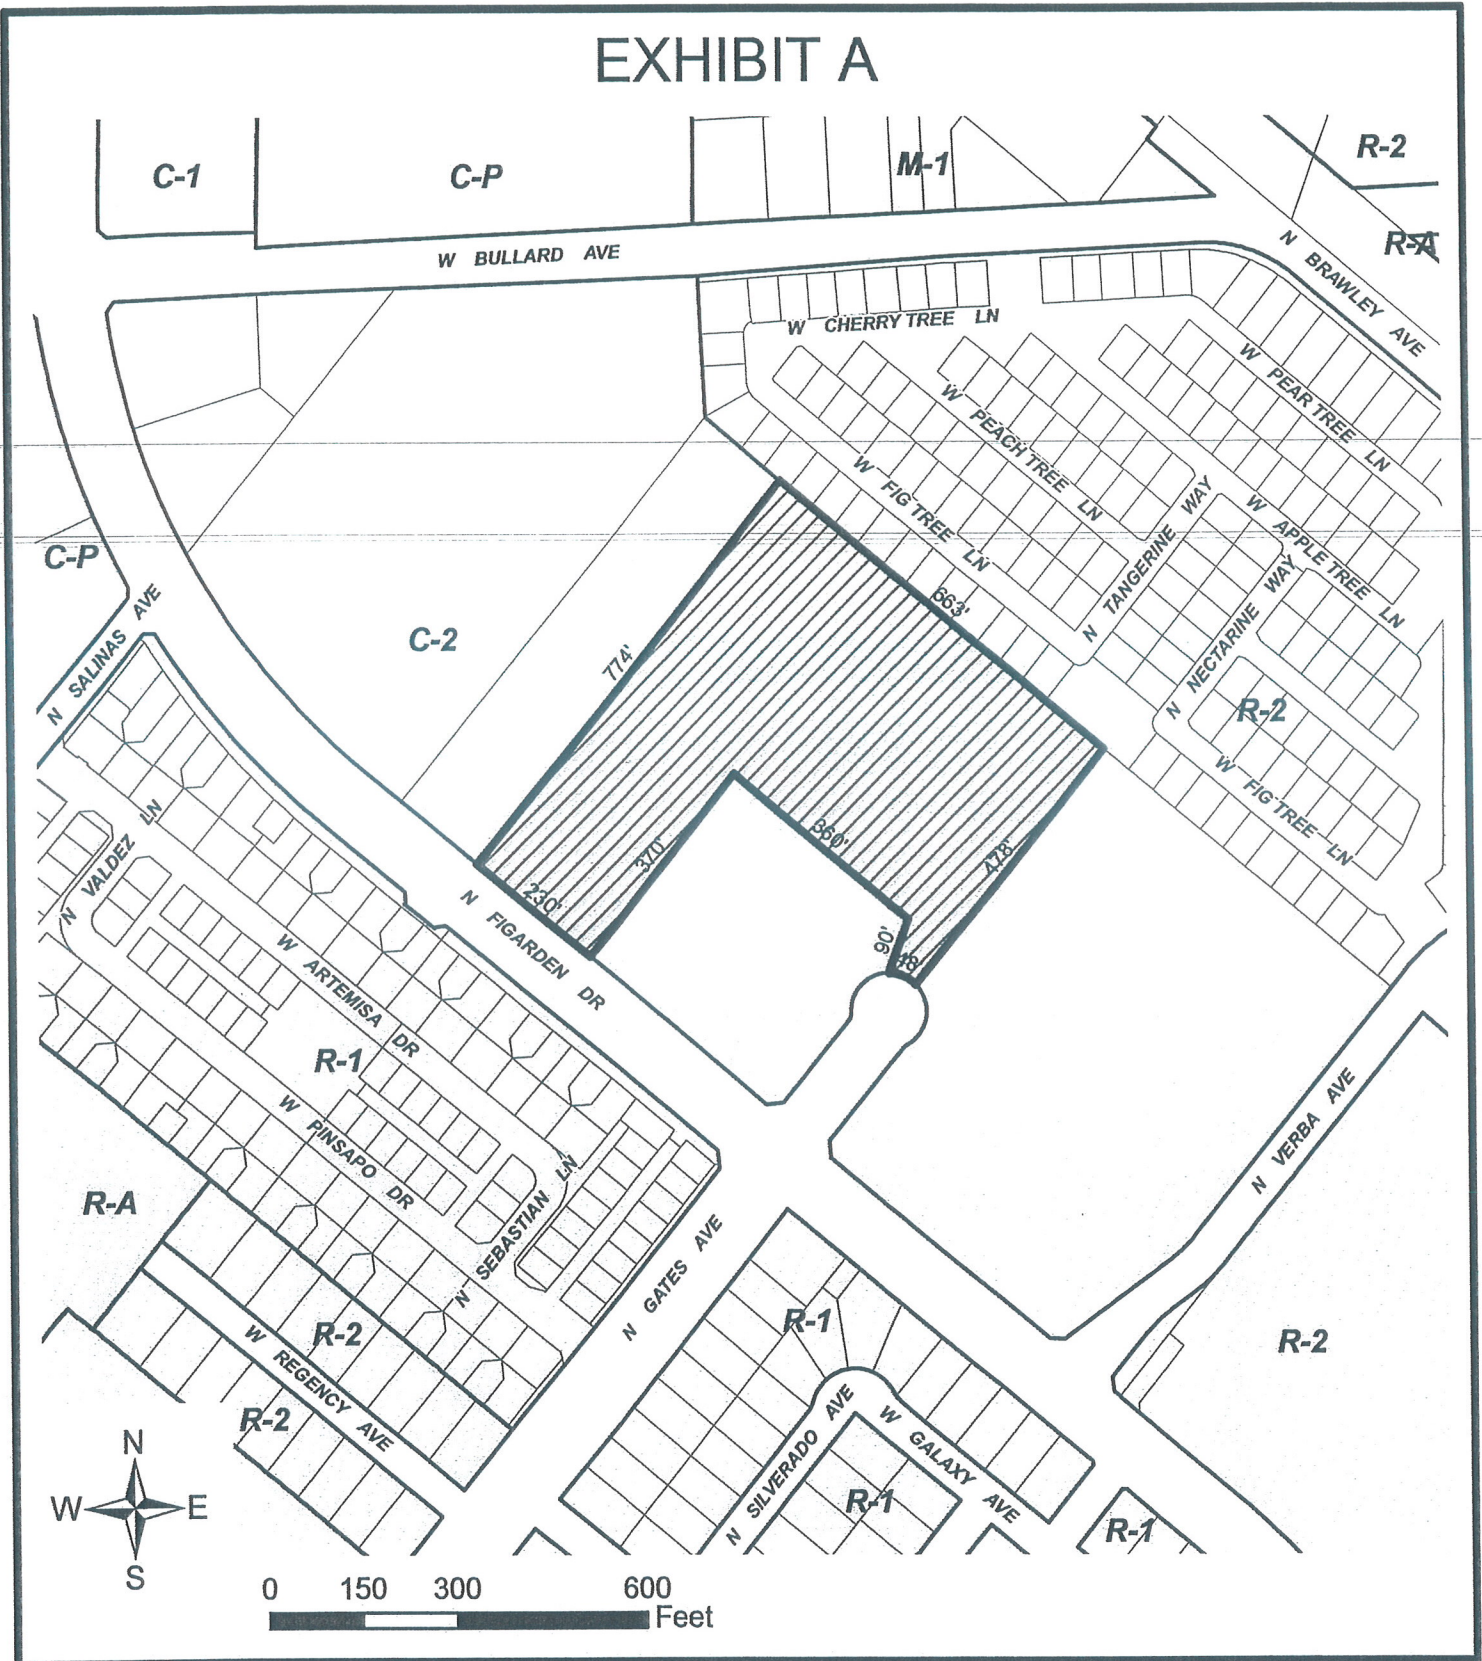 EXHIBIT A
C-1
C-P
M-1
R-2
R-A
W BULLARD AVE
N BRAWLEY AVE
W CHERRY TREE LN
W PEAR TREE LN
W PEACH TREE LN
W FIG TREE LN
N TANGERINE WAY
W APPLE TREE LN
N NECTARINE WAY
C-P
N SALINAS AVE
C-2
774'
663'
R-2
W FIG TREE LN
N VALDEZ LN
370'
360'
478'
230'
90'
48'
N FIGARDEN DR
W ARTEMISA DR
R-1
W PINSAPO DR
N SEBASTIAN LN
N VERBA AVE
R-A
N GATES AVE
R-2
W REGENCY AVE
R-2
R-1
R-2
N SILVERADO AVE
W GALAXY AVE
R-1
R-1
N
W E
S
0 150 300 600
Feet